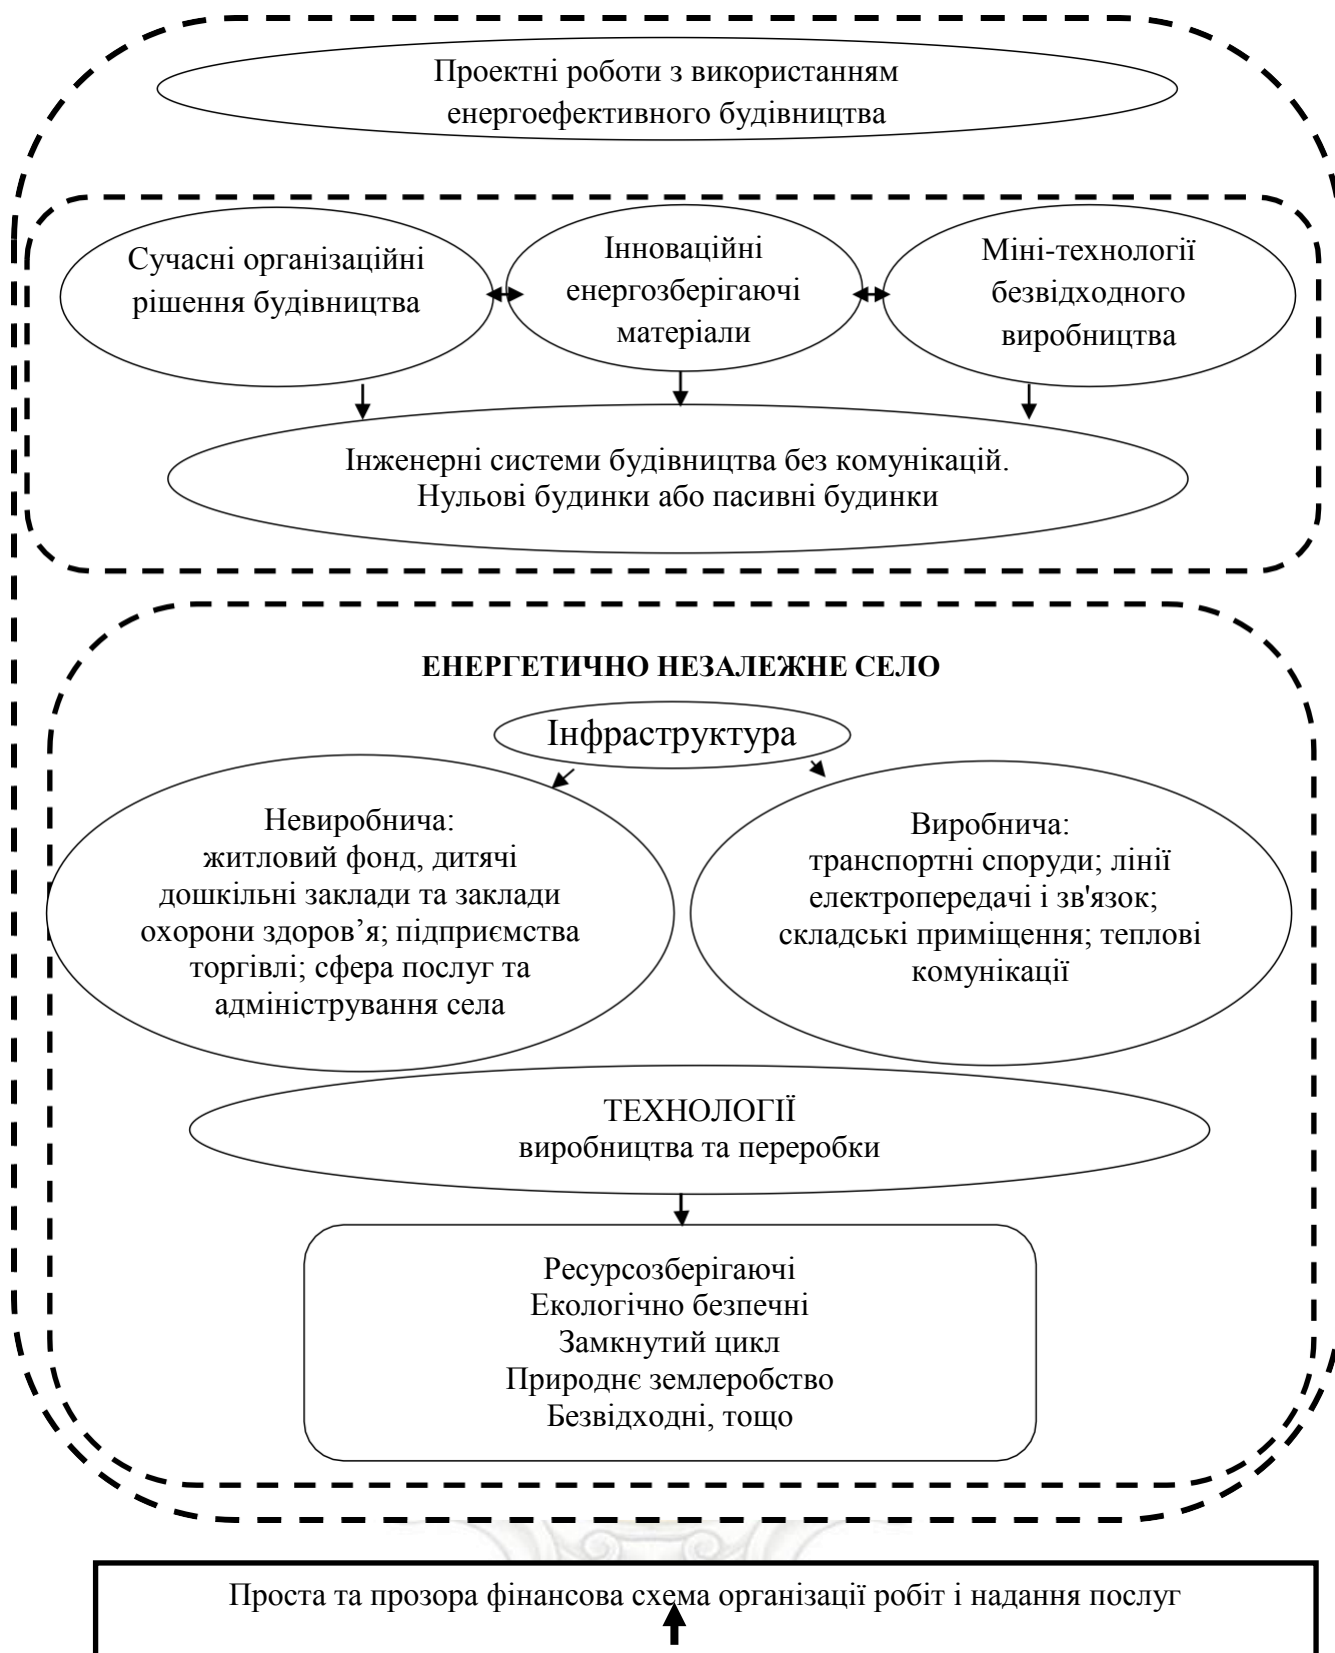 Проектні роботи з використанням
енергоефективного будівництва
Сучасні організаційні
рішення будівництва
Інноваційні
енергозберігаючі
матеріали
Міні-технології
безвідходного
виробництва
Інженерні системи будівництва без комунікацій.
Нульові будинки або пасивні будинки
ЕНЕРГЕТИЧНО НЕЗАЛЕЖНЕ СЕЛО
Інфраструктура
Невиробнича:
житловий фонд, дитячі
дошкільні заклади та заклади
охорони здоров’я; підприємства
торгівлі; сфера послуг та
адміністрування села
Виробнича:
транспортні споруди; лінії
електропередачі і зв'язок;
складські приміщення; теплові
комунікації
ТЕХНОЛОГІЇ
виробництва та переробки
Ресурсозберігаючі
Екологічно безпечні
Замкнутий цикл
Природнє землеробство
Безвідходні, тощо
Проста та прозора фінансова схема організації робіт і надання послуг